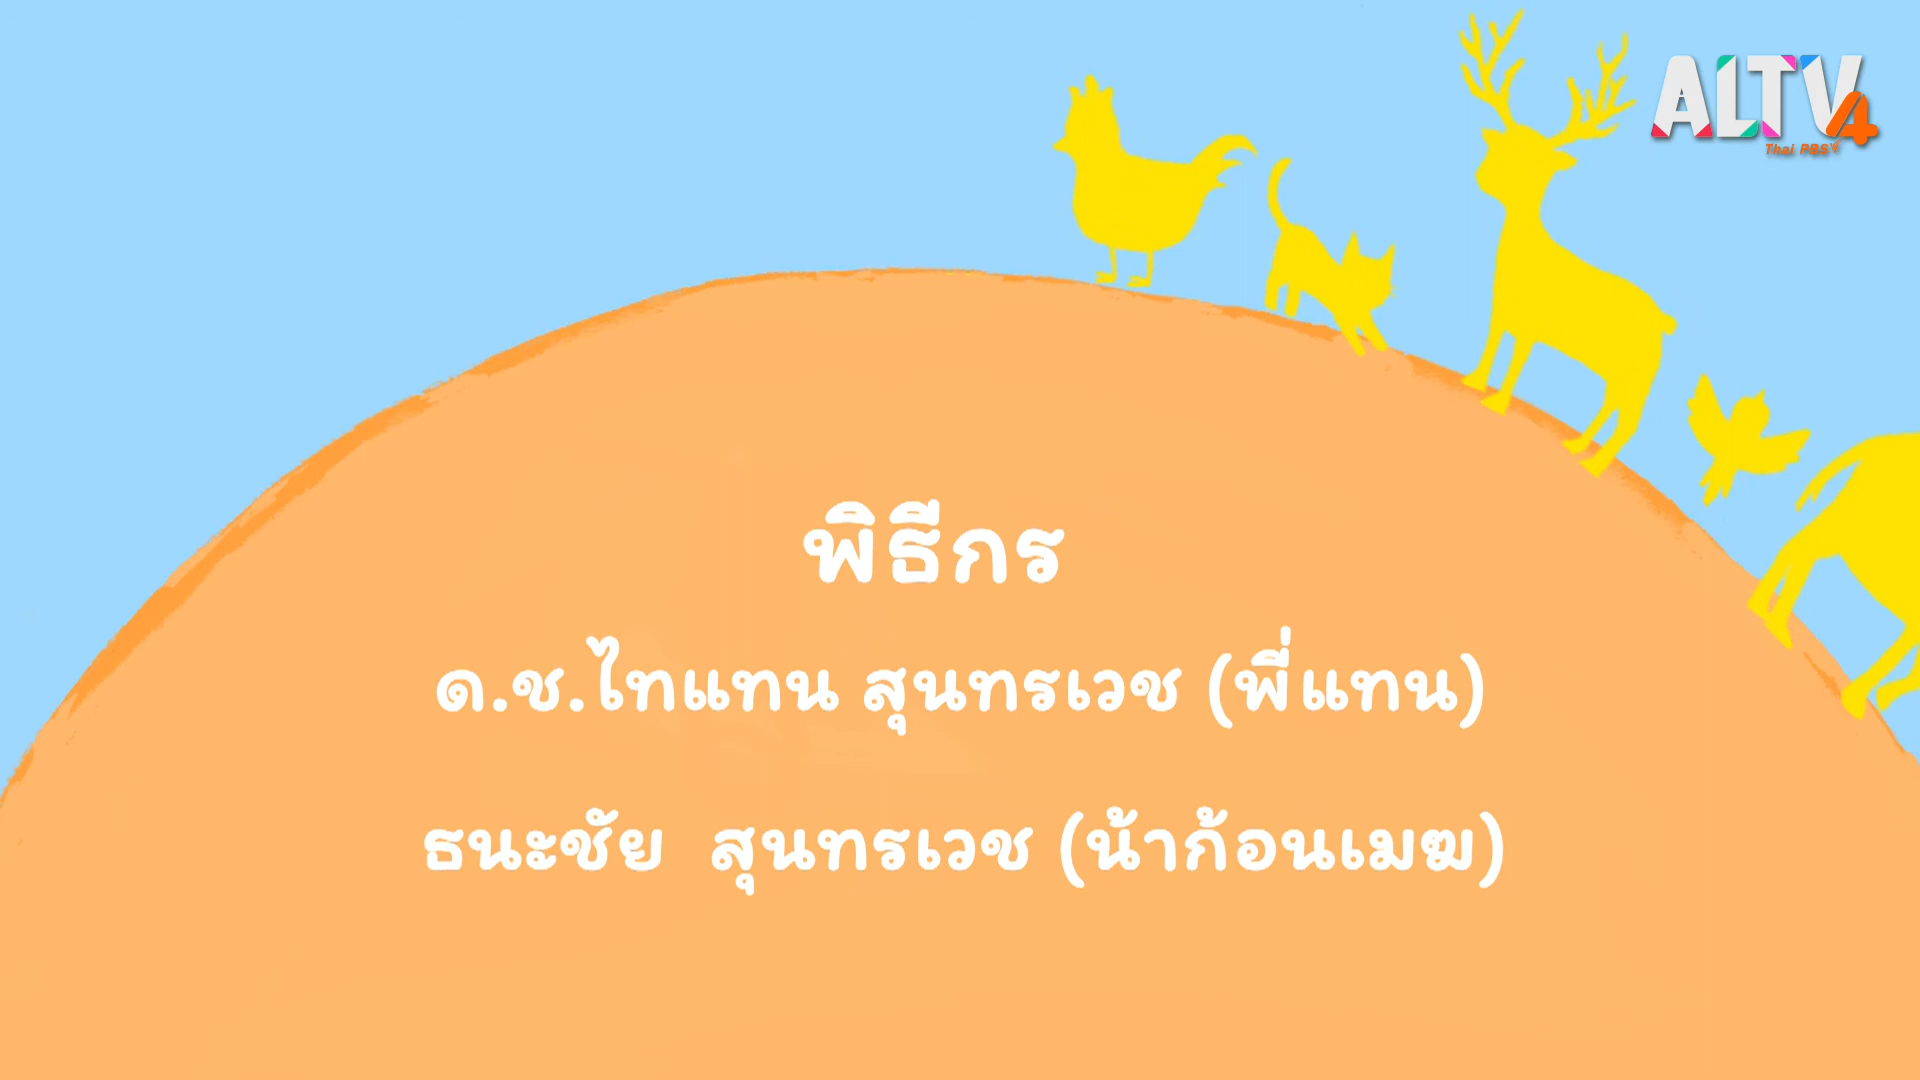 ALTV4
Thai PBS
พิธีกร
ด.ช.ไทแทน สุนทรเวช (พี่แทน)
ธนะชัย สุนทรเวช (น้าก้อนเมฆ)